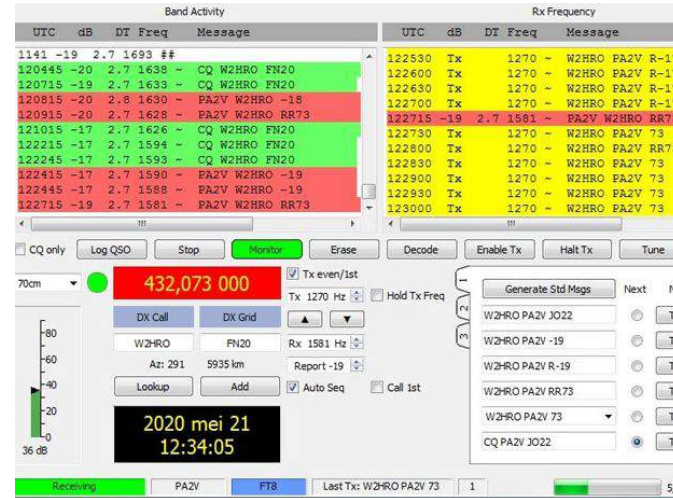 Band Activity
Rx Frequency
UTC dB DT Freq Message
UTC dB DT Freq Message
1141 -19 2.7 1693 ##
120445 -20 2.7 1638 ~ CQ W2HRO FN20
120715 -19 2.7 1633 ~ CQ W2HRO FN20
120815 -20 2.8 1630 ~ PA2V W2HRO -18
120915 -20 2.7 1628 ~ PA2V W2HRO RR73
121015 -17 2.7 1626 ~ CQ W2HRO FN20
122215 -17 2.7 1594 ~ CQ W2HRO FN20
122245 -17 2.7 1593 ~ CQ W2HRO FN20
122415 -17 2.7 1590 ~ PA2V W2HRO -19
122445 -17 2.7 1588 ~ PA2V W2HRO -19
122715 -19 2.7 1581 ~ PA2V W2HRO RR73
122530 Tx 1270 ~ W2HRO PA2V R-1
122600 Tx 1270 ~ W2HRO PA2V R-1
122630 Tx 1270 ~ W2HRO PA2V R-1
122700 Tx 1270 ~ W2HRO PA2V R-1
122715 -19 2.7 1581 ~ PA2V W2HRO RR7
122730 Tx 1270 ~ W2HRO PA2V 73
122800 Tx 1270 ~ W2HRO PA2V RR7
122830 Tx 1270 ~ W2HRO PA2V 73
122900 Tx 1270 ~ W2HRO PA2V 73
122930 Tx 1270 ~ W2HRO PA2V 73
123000 Tx 1270 ~ W2HRO PA2V 73
CQ only Log QSO Stop Monitor Erase Decode Enable Tx Halt Tx Tune
70cm
432,073 000
Tx even/1st
Tx 1270 Hz
Hold Tx Freq
DX Call DX Grid
W2HRO FN20
Rx 1581 Hz
Az: 291 5935 km
Report -19
Lookup Add
Auto Seq
Call 1st
2020 mei 21
12:34:05
-80
-60
-40
-20
-0
36 dB
1
2
3
Generate Std Msgs Next
W2HRO PA2V JO22
W2HRO PA2V -19
W2HRO PA2V R-19
W2HRO PA2V RR73
W2HRO PA2V 73
CQ PA2V JO22
Receiving PA2V FT8 Last Tx: W2HRO PA2V 73 1